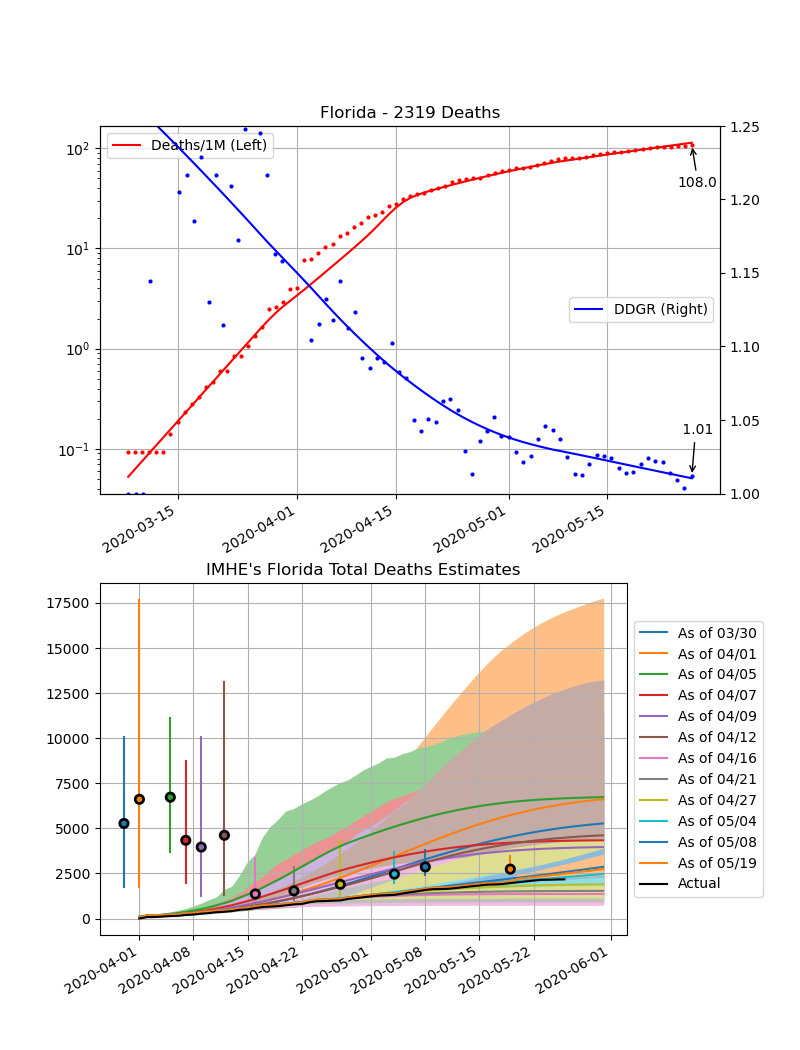 Florida - 2319 Deaths
Deaths/1M (Left)
DDGR (Right)
108.0
1.01
10²
10¹
10⁰
10⁻¹
1.25
1.20
1.15
1.10
1.05
1.00
2020-03-15
2020-04-01
2020-04-15
2020-05-01
2020-05-15
IMHE's Florida Total Deaths Estimates
17500
15000
12500
10000
7500
5000
2500
0
2020-04-01
2020-04-08
2020-04-15
2020-04-22
2020-05-01
2020-05-08
2020-05-15
2020-05-22
2020-06-01
As of 03/30
As of 04/01
As of 04/05
As of 04/07
As of 04/09
As of 04/12
As of 04/16
As of 04/21
As of 04/27
As of 05/04
As of 05/08
As of 05/19
Actual